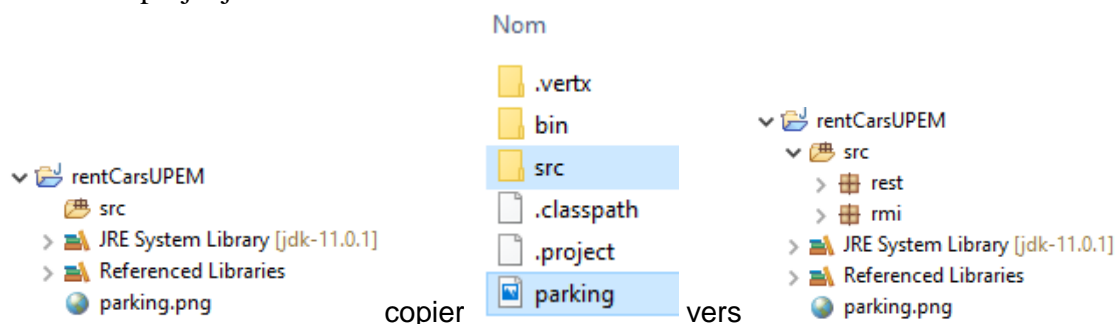 Nom
.vertx
bin
src
.classpath
.project
parking
rentCarsUPEM
src
JRE System Library [jdk-11.0.1]
Referenced Libraries
parking.png
copier
vers
rentCarsUPEM
src
rest
rmi
JRE System Library [jdk-11.0.1]
Referenced Libraries
parking.png